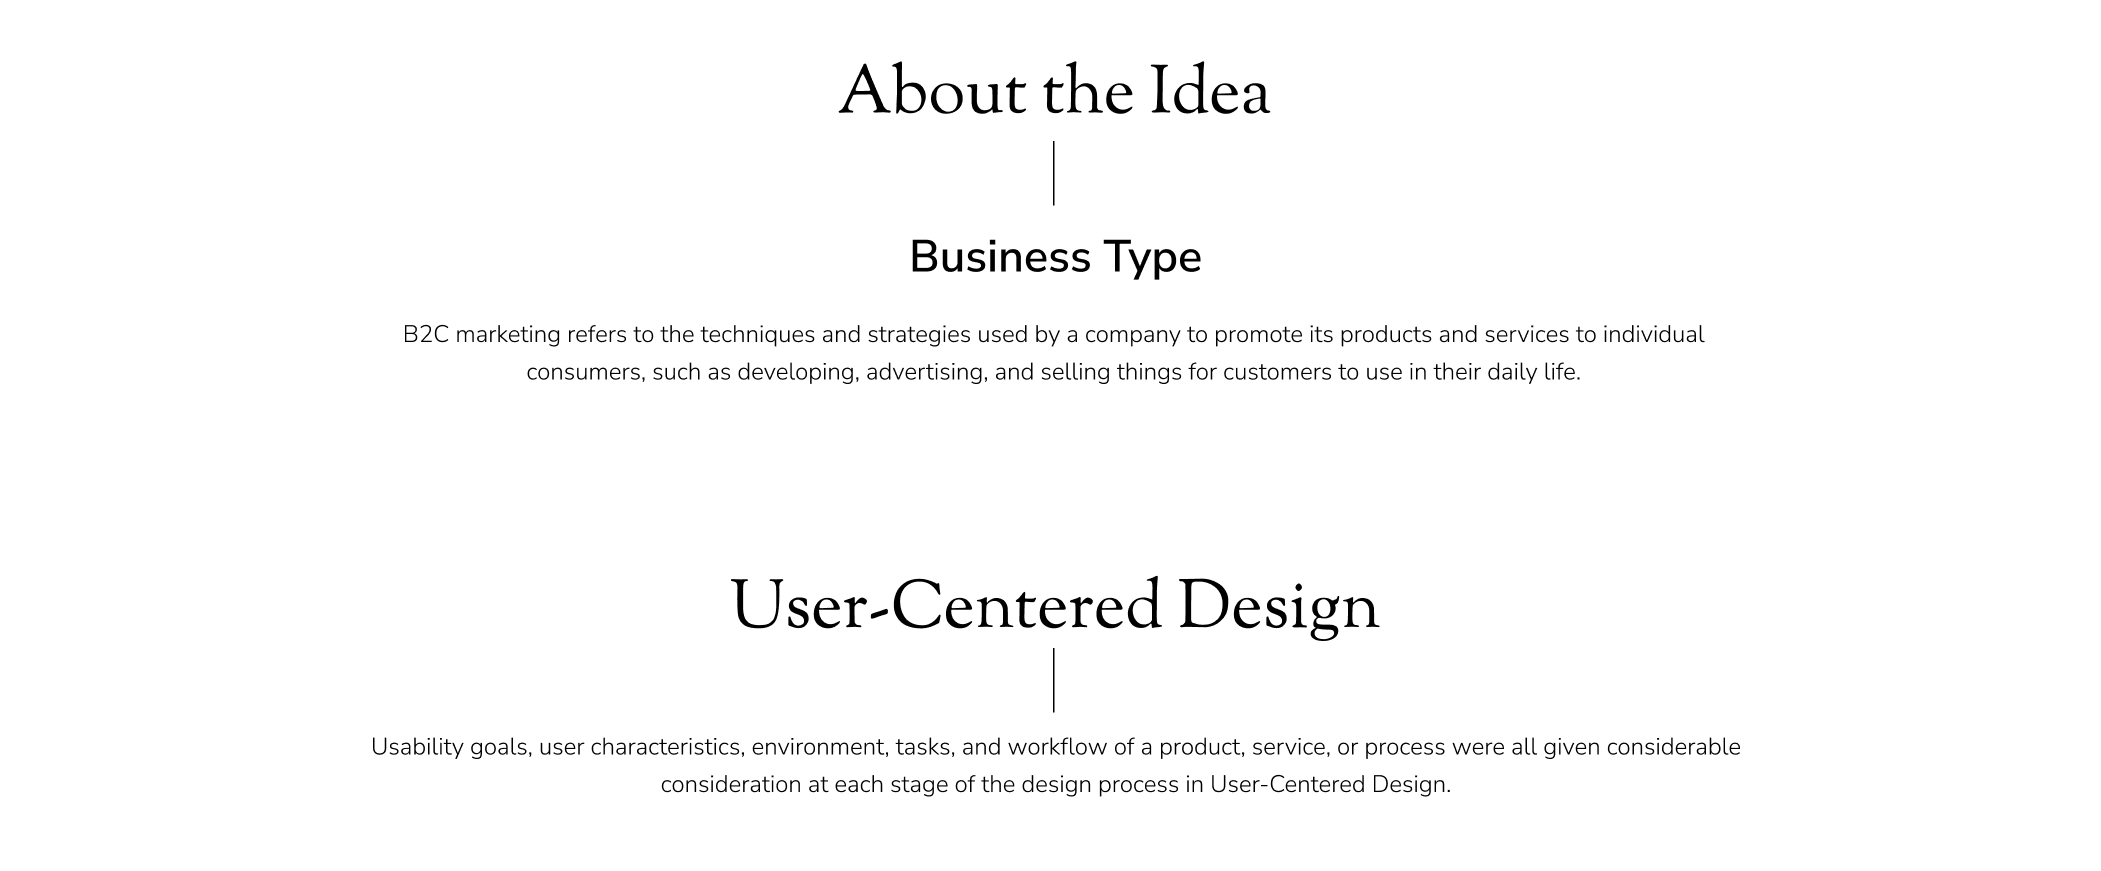 About the Idea
Business Type
B2C marketing refers to the techniques and strategies used by a company to promote its products and services to individual
consumers, such as developing, advertising, and selling things for customers to use in their daily life.
User-Centered Design
Usability goals, user characteristics, environment, tasks, and workflow of a product, service, or process were all given considerable
consideration at each stage of the design process in User-Centered Design.